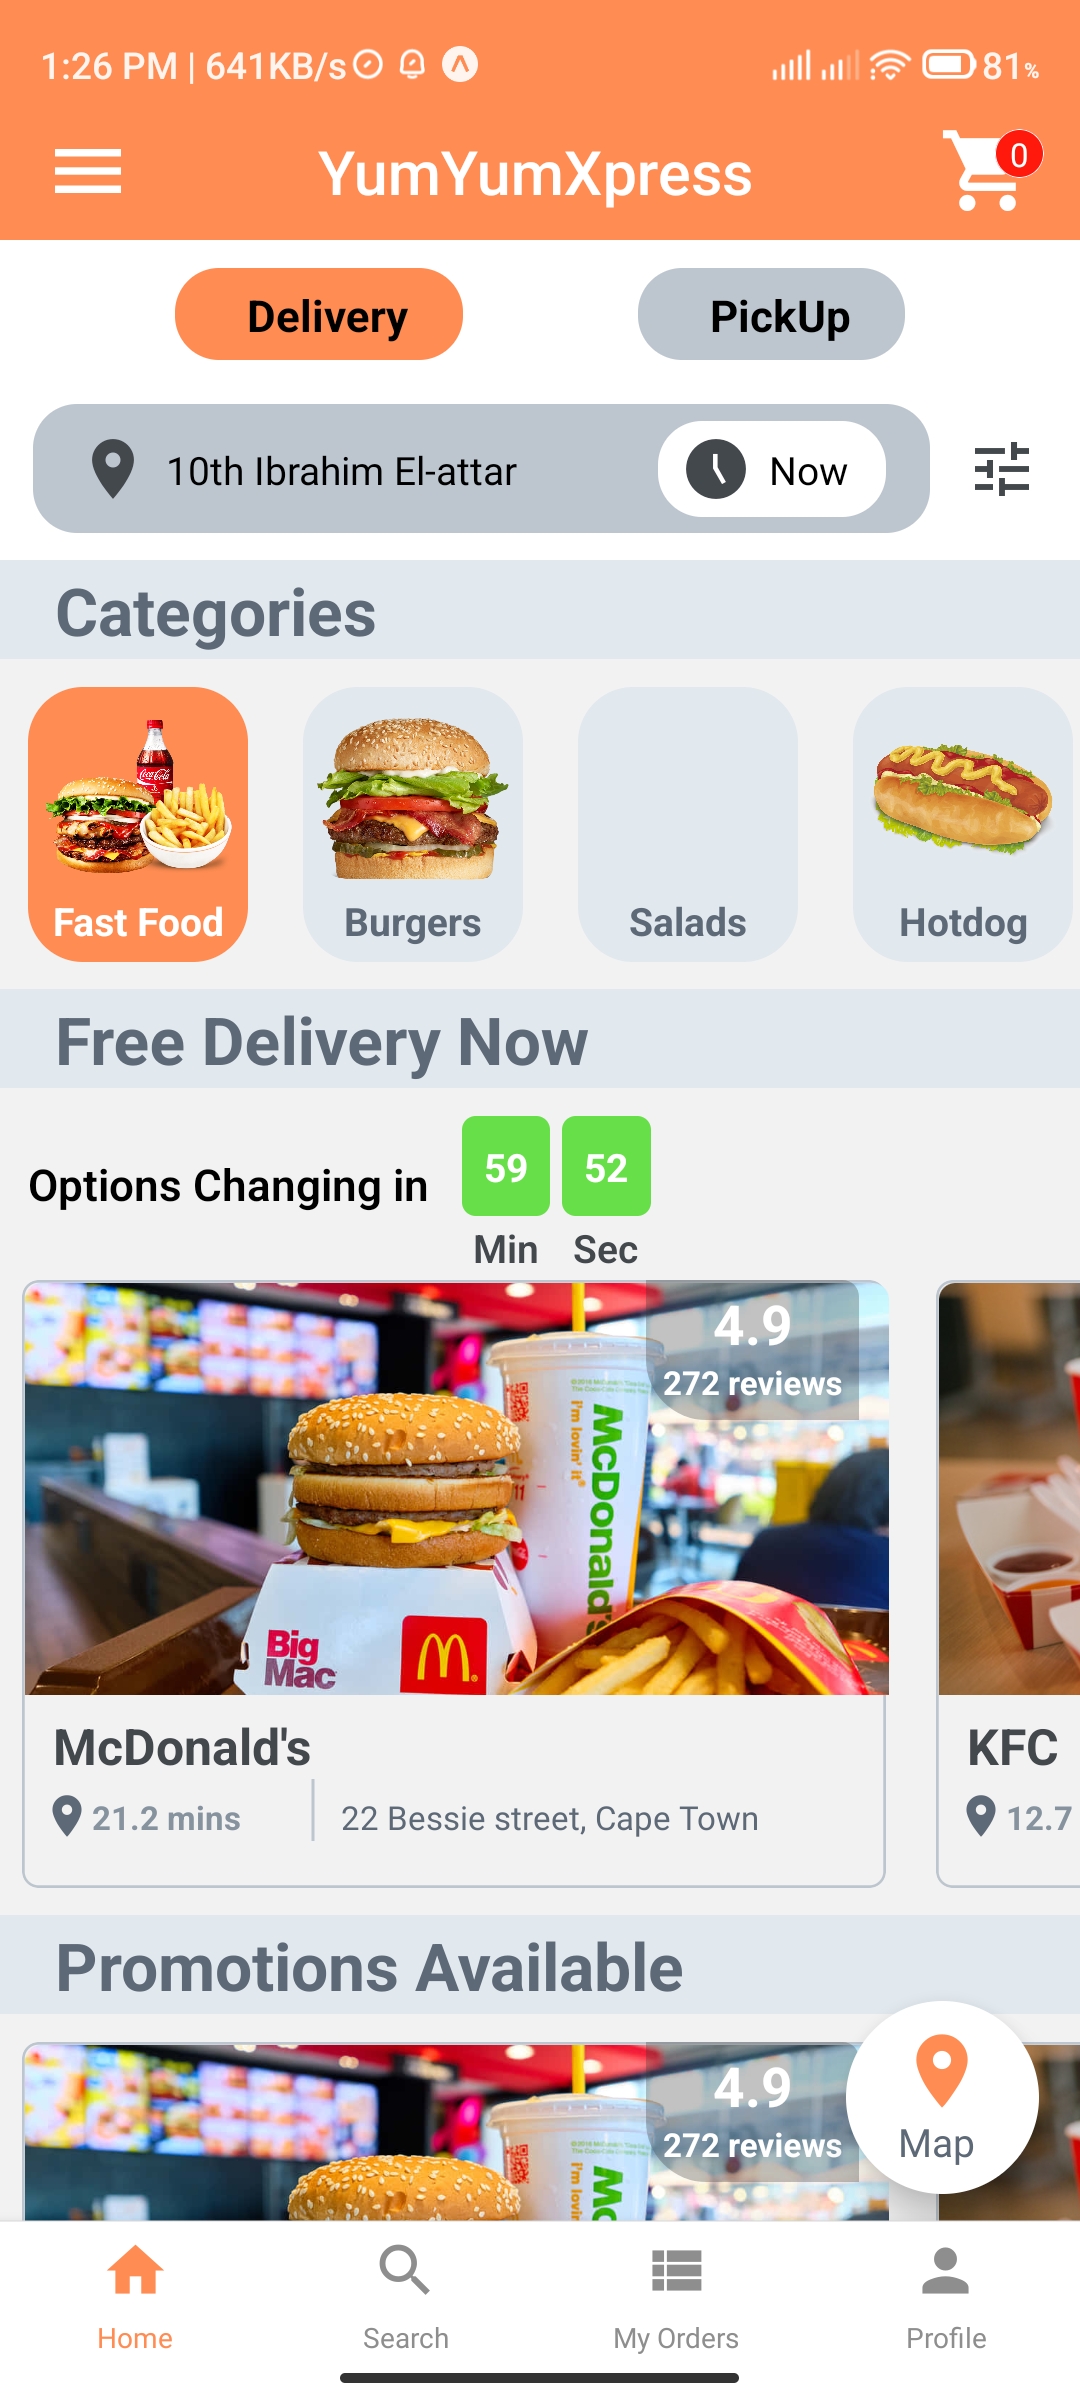 1:26 PM | 641KB/s
81%
YumYumXpress
0
Delivery
PickUp
10th Ibrahim El-attar
Now
Categories
Coca-Cola
Fast Food
Burgers
Salads
Hotdog
Free Delivery Now
Options Changing in
59
52
Min
Sec
4.9
272 reviews
i'm lovin' it
McDonald's
Big
Mac
McDonald's
KFC
21.2 mins
22 Bessie street, Cape Town
12.7
Promotions Available
4.9
272 reviews
Map
Home
Search
My Orders
Profile